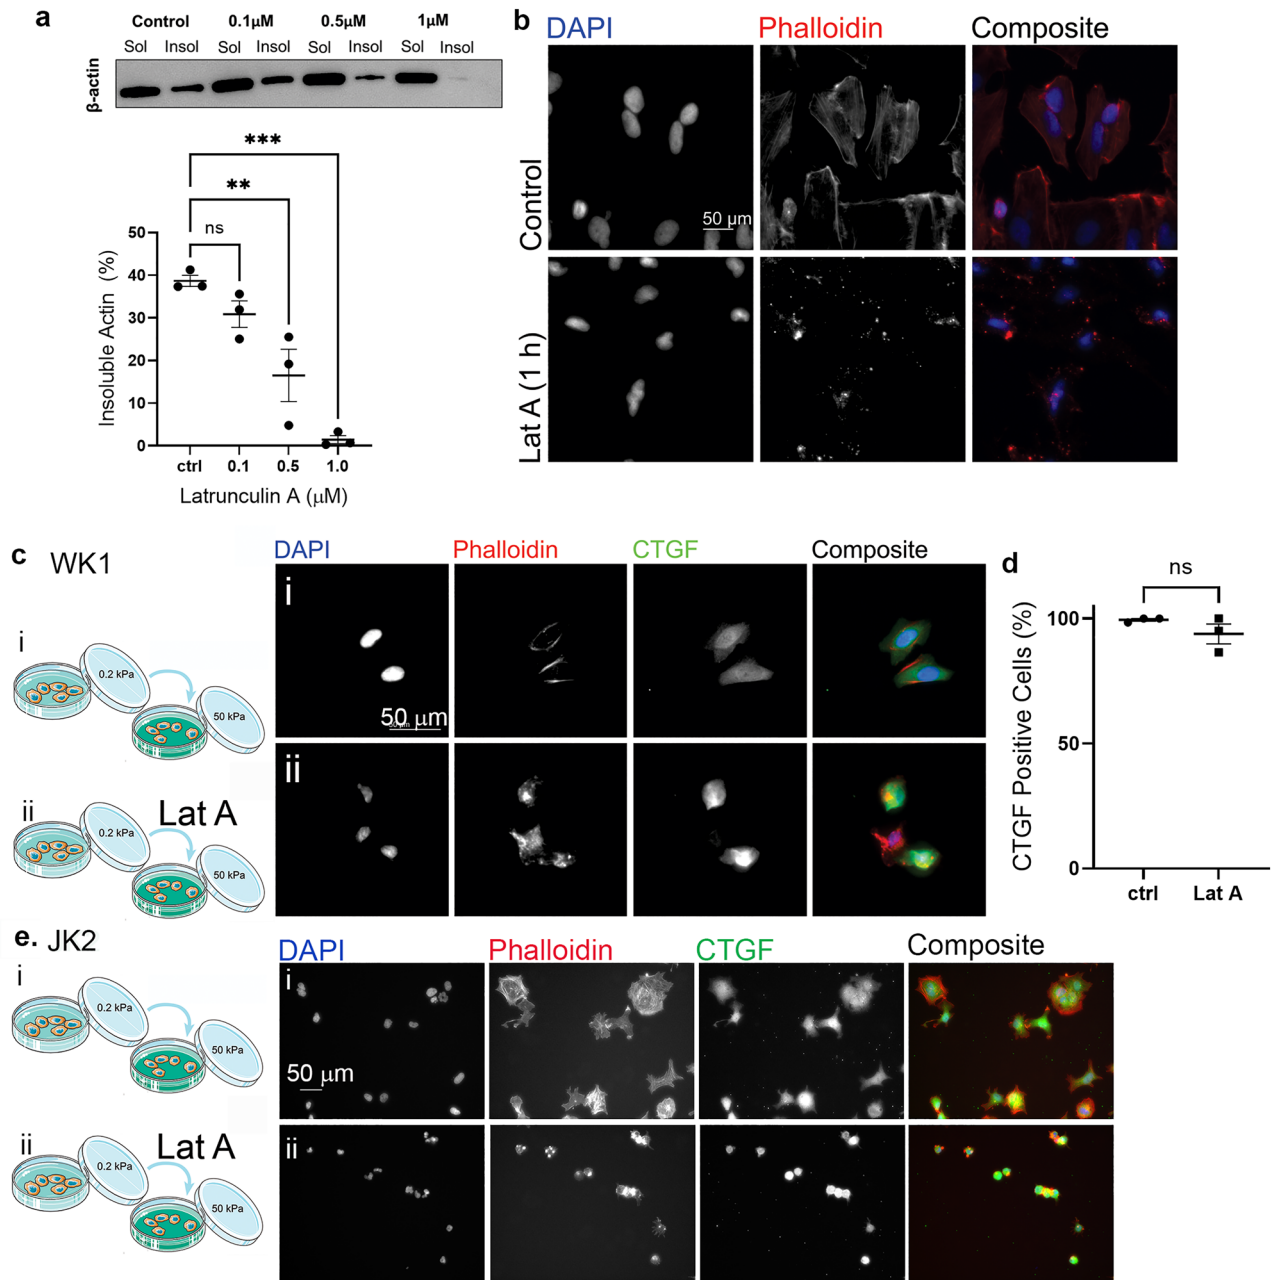 a
Control 0.1µM 0.5µM 1µM
Sol Insol Sol Insol Sol Insol Sol Insol
β-actin
***
**
ns
50
40
30
20
10
0
Insoluble Actin (%)
ctrl 0.1 0.5 1.0
Latrunculin A (µM)
b
DAPI Phalloidin Composite
Control
50 µm
Lat A (1 h)
c WK1
DAPI Phalloidin CTGF Composite
i
0.2 kPa
50 kPa
i
50 µm
ii
0.2 kPa
Lat A
50 kPa
ii
d
ns
100
50
0
CTGF Positive Cells (%)
ctrl Lat A
e. JK2
DAPI Phalloidin CTGF Composite
i
0.2 kPa
50 kPa
i
50 µm
ii
0.2 kPa
Lat A
50 kPa
ii